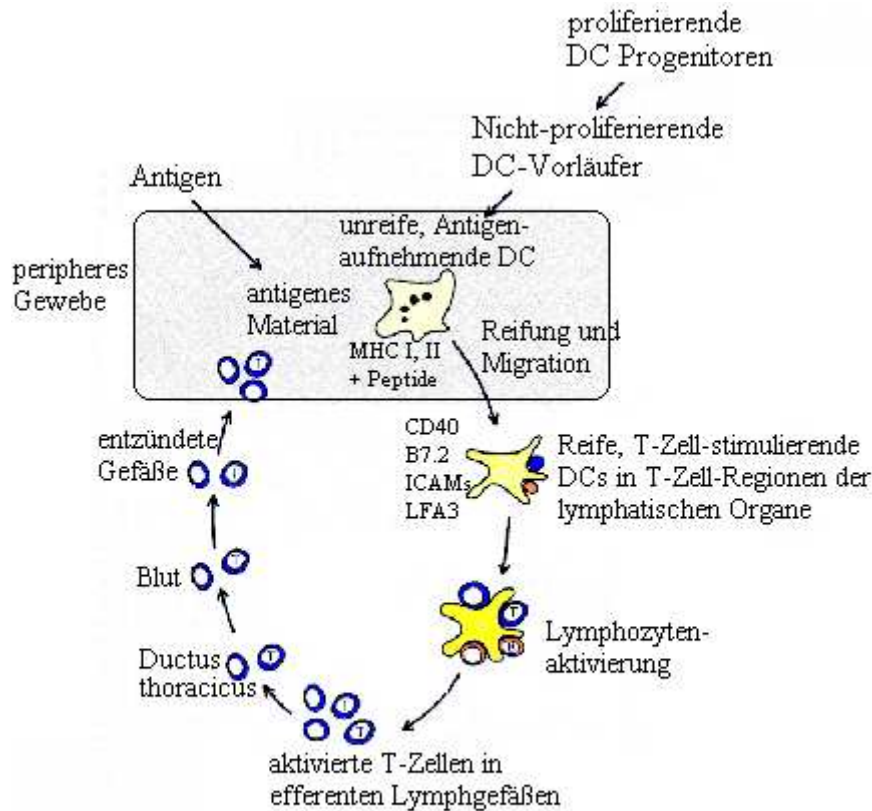 proliferierende
DC Progenitoren
Nicht-proliferierende
DC-Vorläufer
Antigen
unreife, Antigen-
aufnehmende DC
peripheres
Gewebe
antigenes
Material
MHC I, II
+ Peptide
Reifung und
Migration
T
CD40
B7.2
ICAMs
LFA3
Reife, T-Zell-stimulierende
DCs in T-Zell-Regionen der
lymphatischen Organe
entzündete
Gefäße
T
Blut
T
T
Lymphozyten-
aktivierung
Ductus
thoracicus
T
T
T
aktivierte T-Zellen in
efferenten Lymphgefäßen